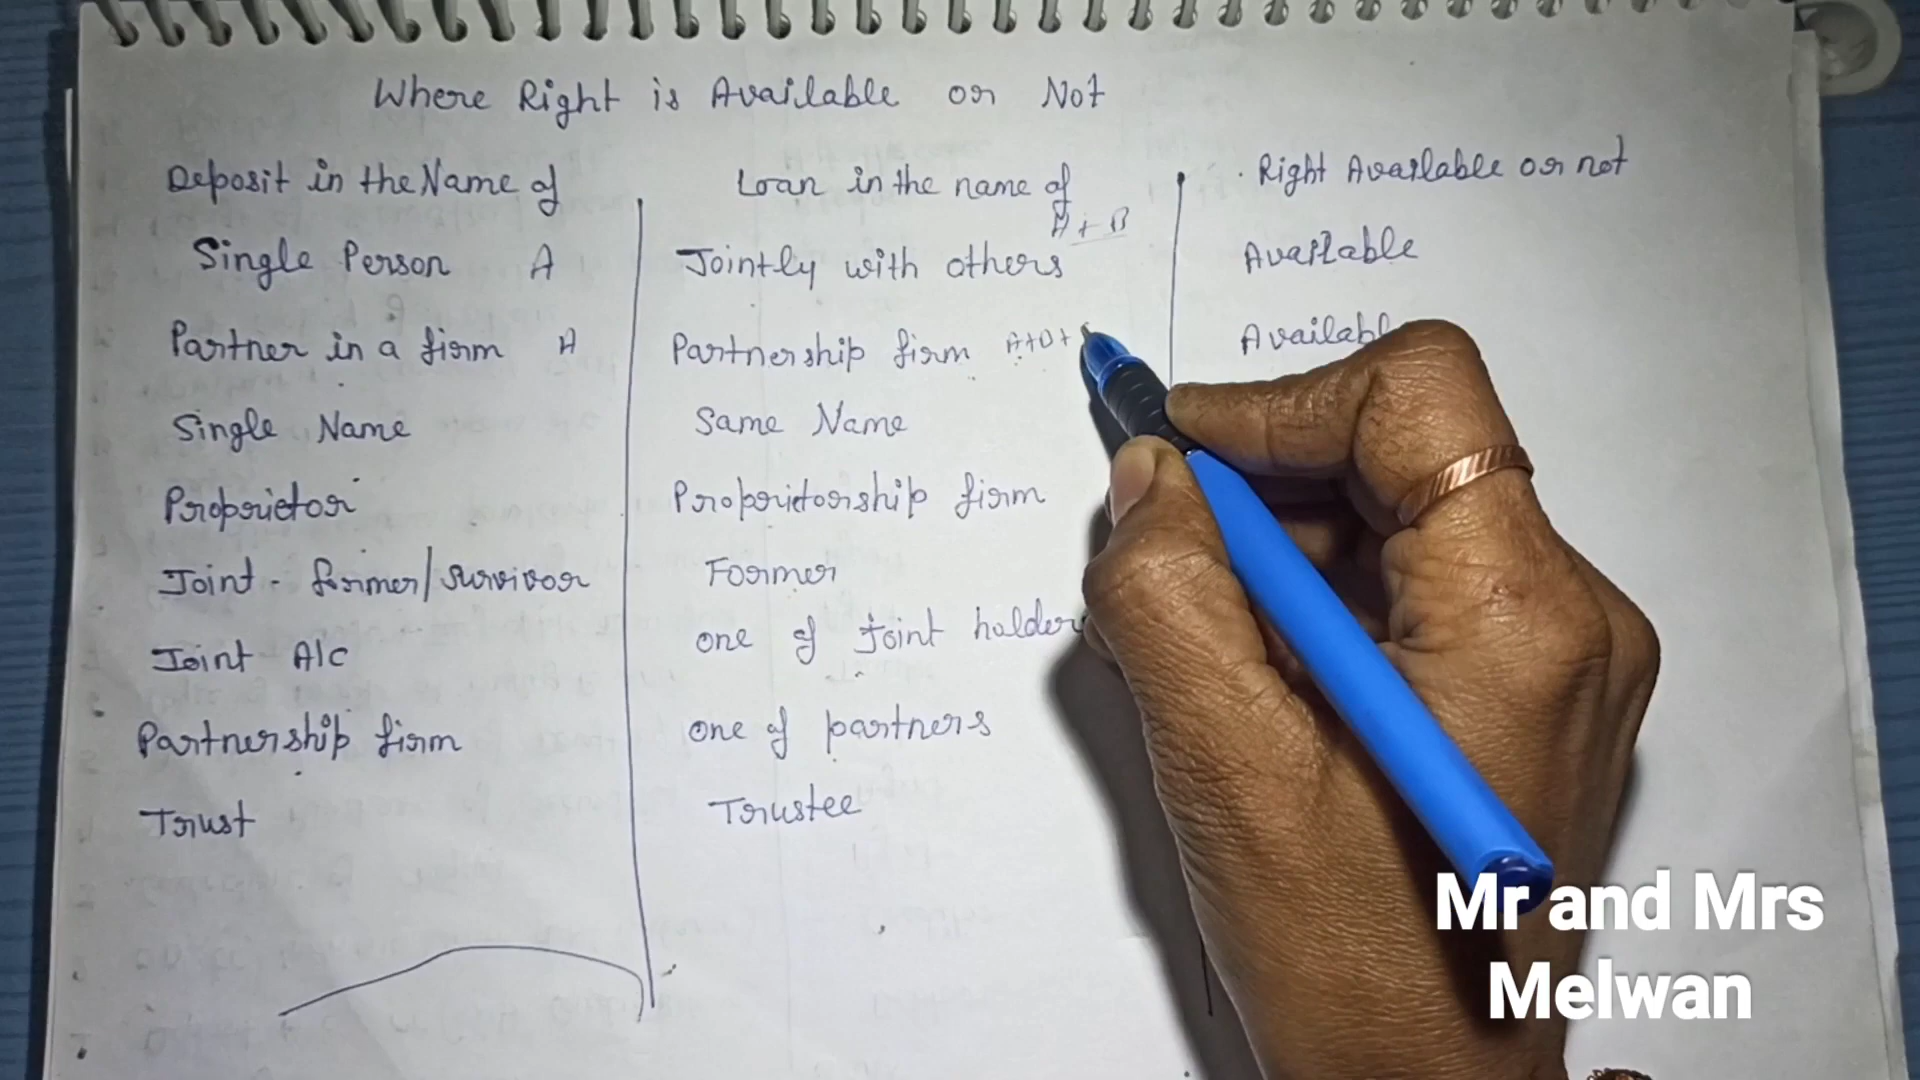 Where Right is Available or Not
Deposit in the Name of Loan in the name of Right Available or not
A + B
Single Person A Jointly with others Available
Partner in a firm A Partnership firm Available
Single Name Same Name
Proprietor Proprietorship firm
Joint - former/survivor Former
Joint A/C one of joint holder
Partnership firm one of partners
Trust Trustee
Mr and Mrs
Melwan